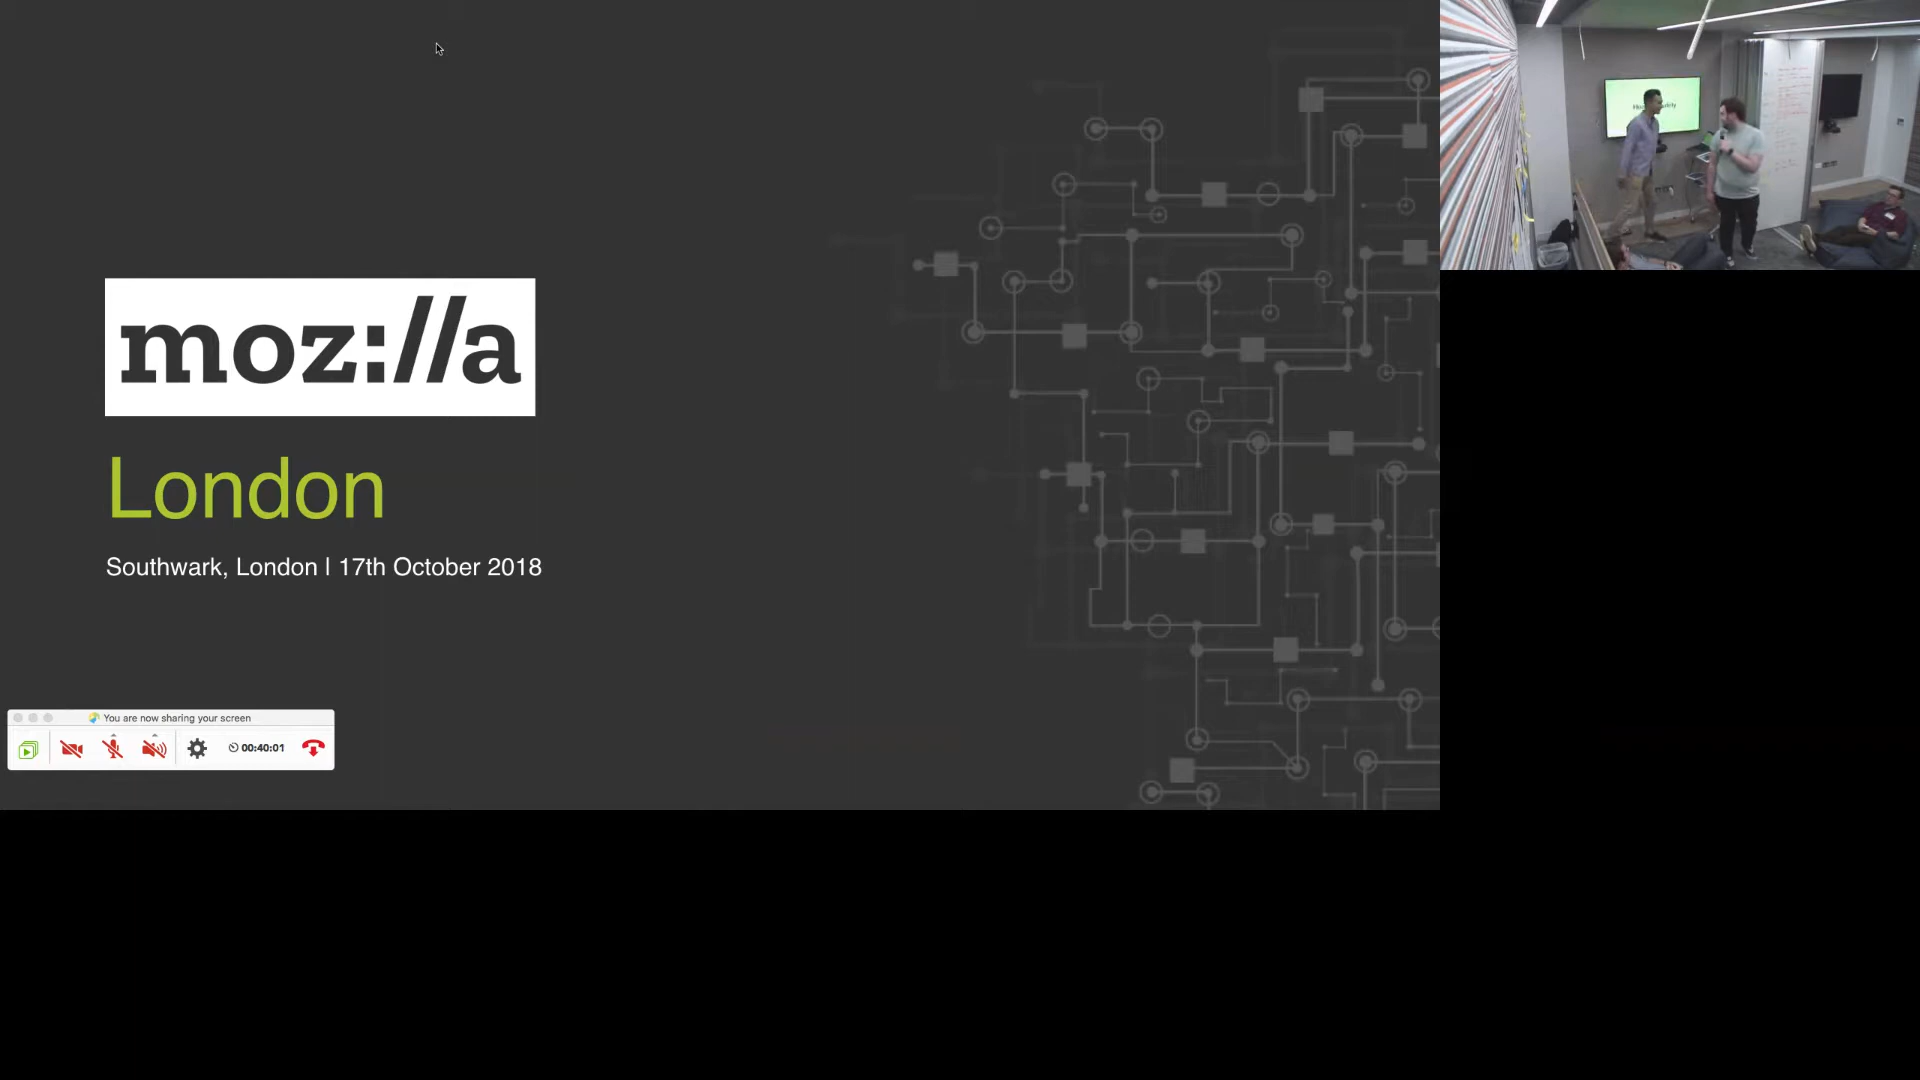 moz://a
London
Southwark, London | 17th October 2018
You are now sharing your screen
00:40:01